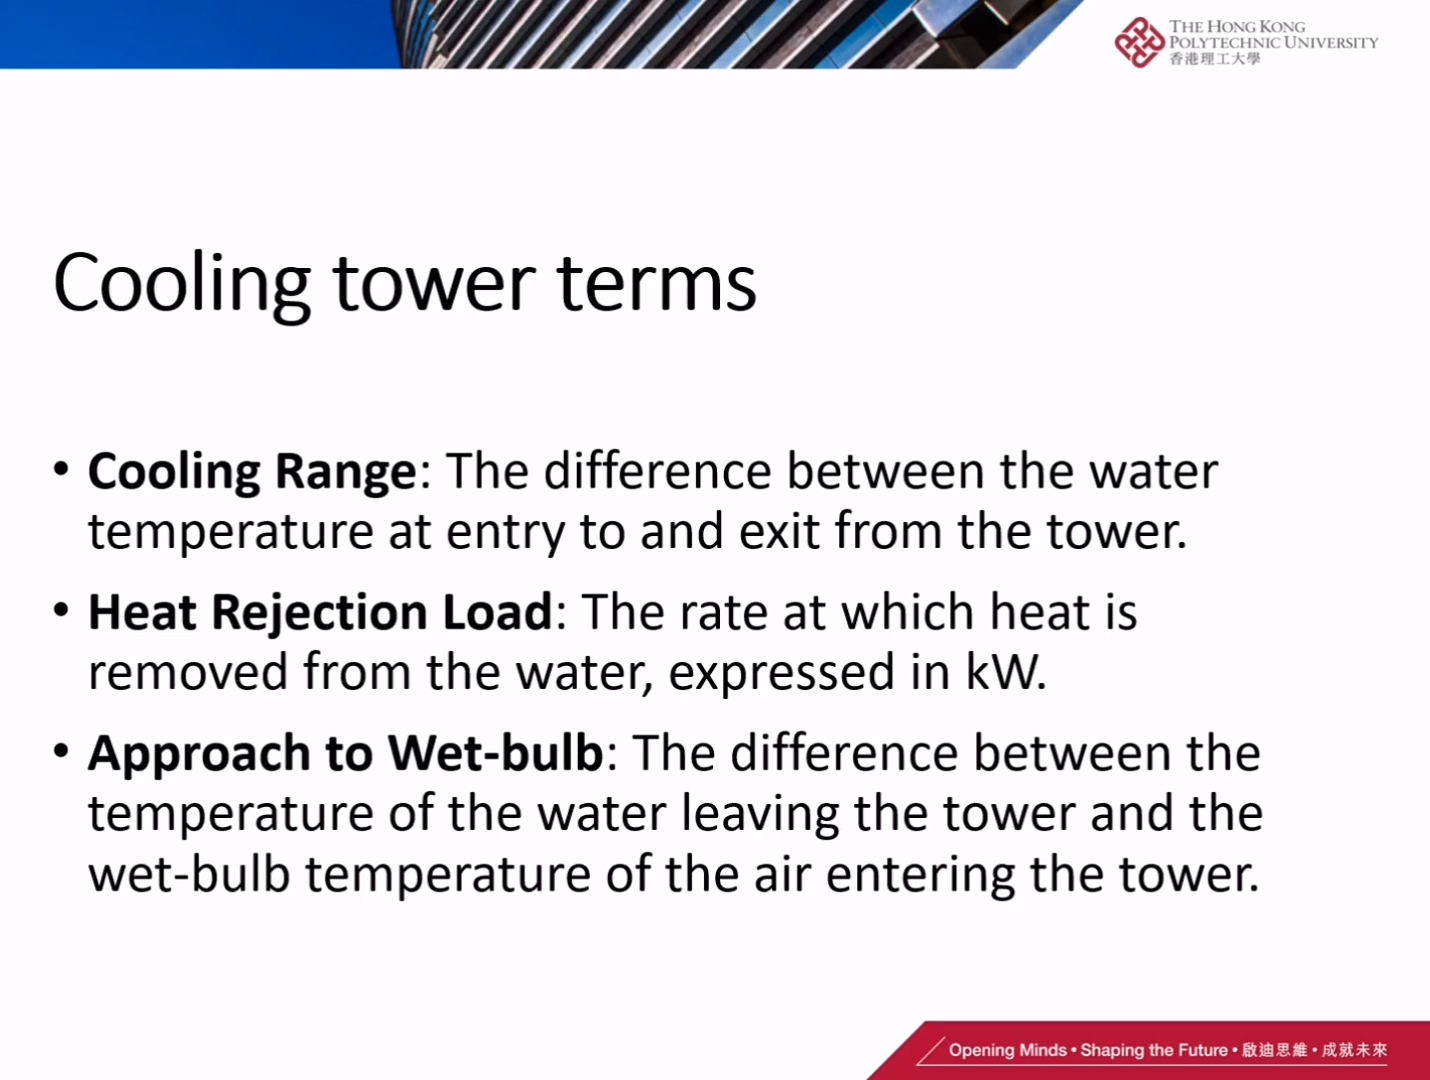 THE HONG KONG
POLYTECHNIC UNIVERSITY
香港理工大學
Cooling tower terms
• Cooling Range: The difference between the water
temperature at entry to and exit from the tower.
• Heat Rejection Load: The rate at which heat is
removed from the water, expressed in kW.
• Approach to Wet-bulb: The difference between the
temperature of the water leaving the tower and the
wet-bulb temperature of the air entering the tower.
Opening Minds • Shaping the Future • 啟迪思維 • 成就未來